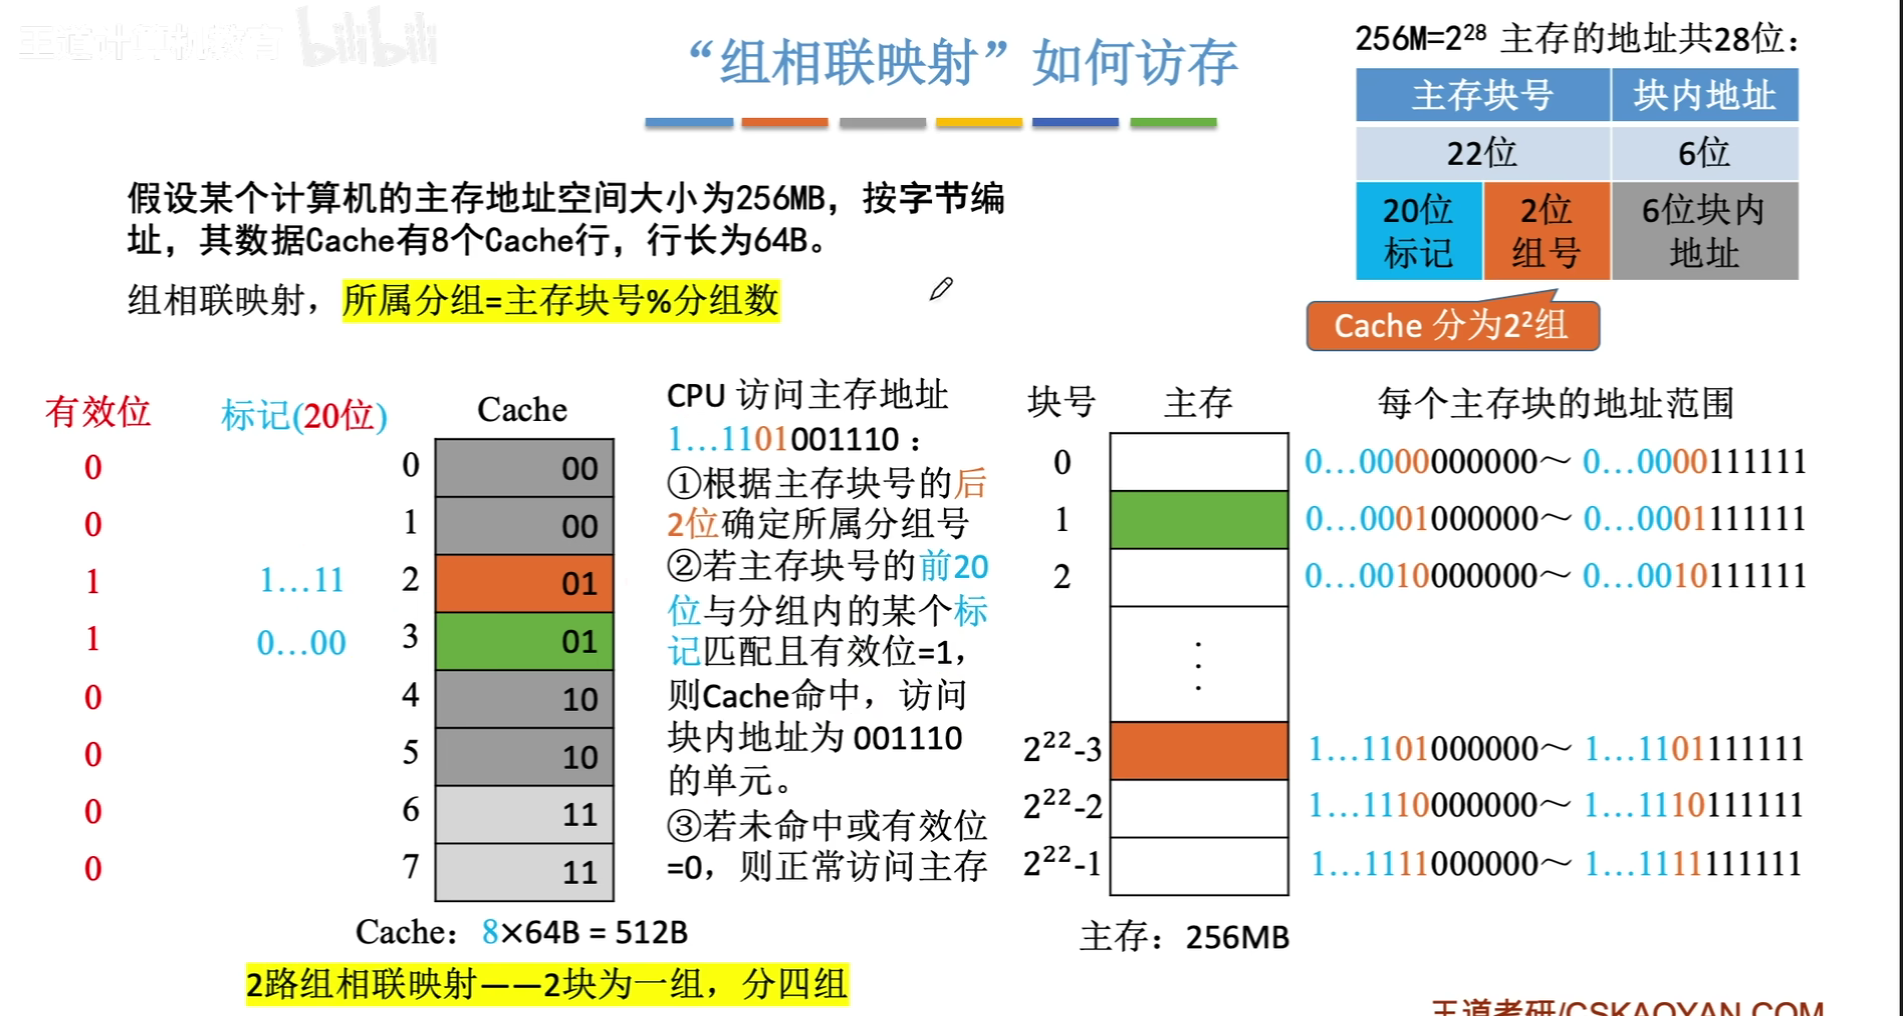 王道计算机教育 bilibili
“组相联映射”如何访存
256M=2²⁸ 主存的地址共28位：
主存块号 块内地址
22位 6位
20位标记 2位组号 6位块内地址
Cache 分为2²组
假设某个计算机的主存地址空间大小为256MB，按字节编
址，其数据Cache有8个Cache行，行长为64B。
组相联映射，所属分组=主存块号%分组数
有效位 标记(20位) Cache
0 0 00
0 1 00
1 1…11 2 01
1 0…00 3 01
0 4 10
0 5 10
0 6 11
0 7 11
Cache：8×64B = 512B
2路组相联映射——2块为一组，分四组
CPU 访问主存地址
1…1101001110：
①根据主存块号的后
2位确定所属分组号
②若主存块号的前20
位与分组内的某个标
记匹配且有效位=1，
则Cache命中，访问
块内地址为 001110
的单元。
③若未命中或有效位
=0，则正常访问主存
块号 主存 每个主存块的地址范围
0 0…0000000000～ 0…0000111111
1 0…0001000000～ 0…0001111111
2 0…0010000000～ 0…0010111111
2²²-3 1…1101000000～ 1…1101111111
2²²-2 1…1110000000～ 1…1110111111
2²²-1 1…1111000000～ 1…1111111111
主存：256MB
王道考研/CSKAOYAN.COM